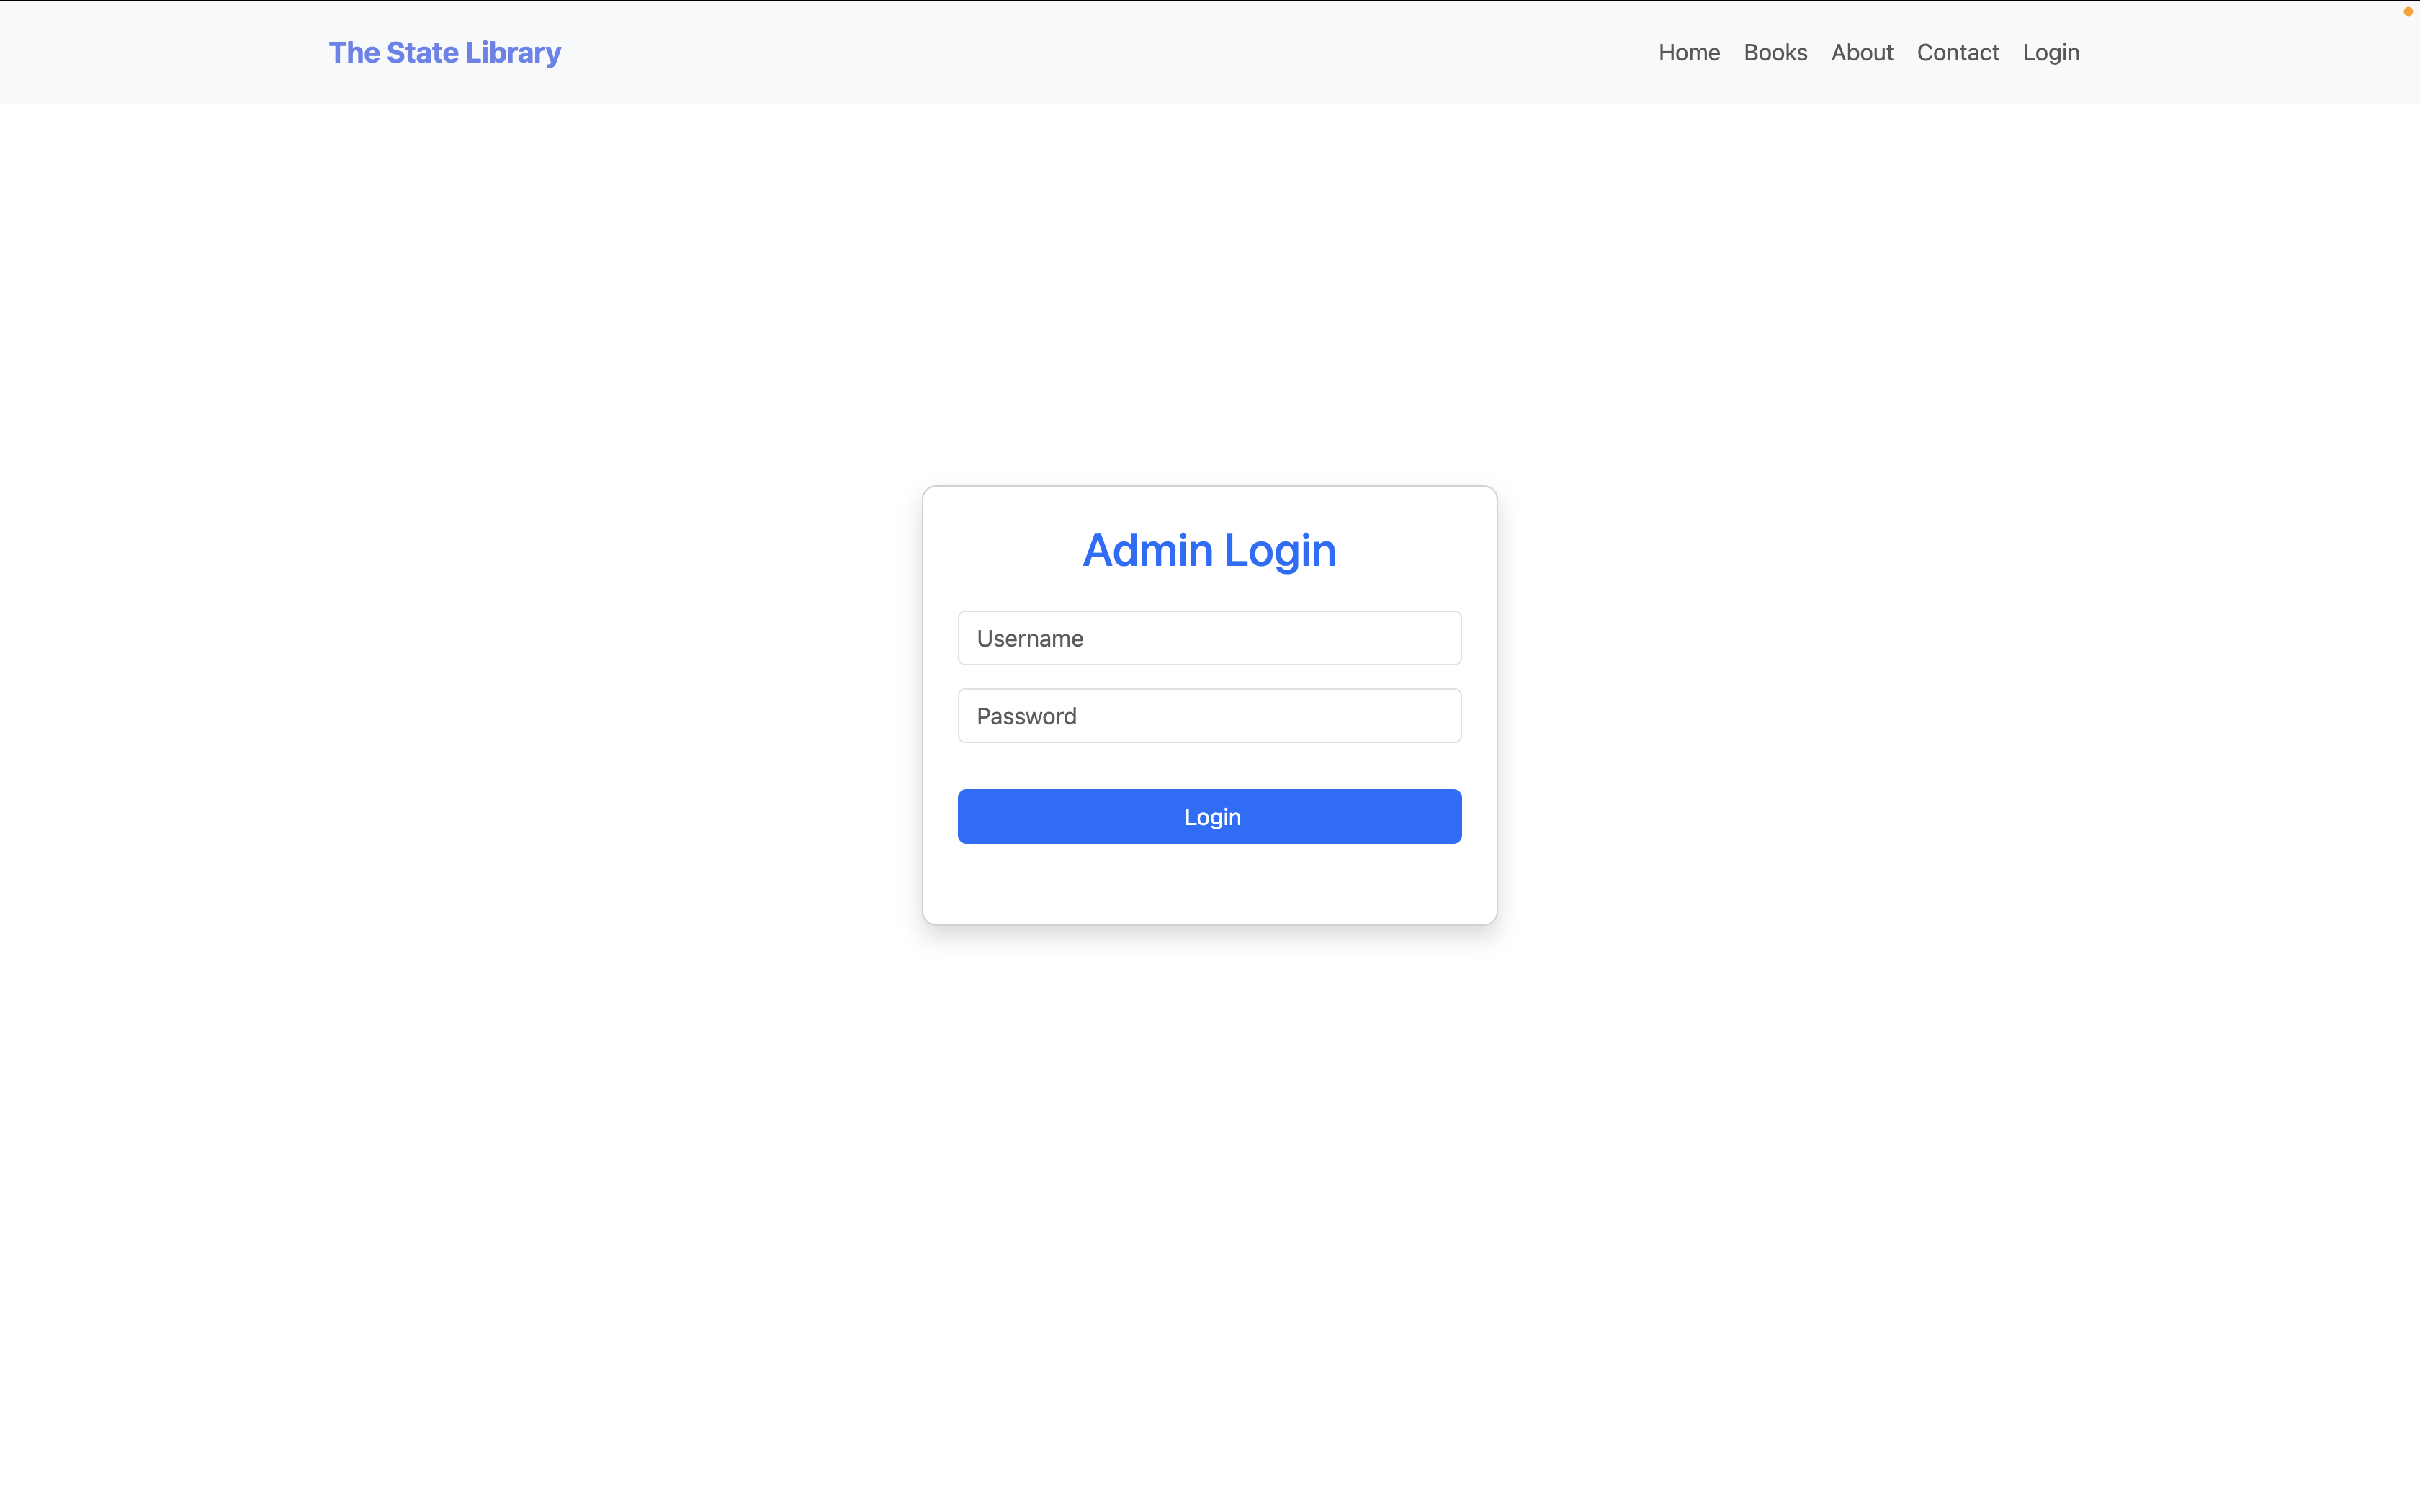 The State Library
Home Books About Contact Login
Admin Login
Username
Password
Login